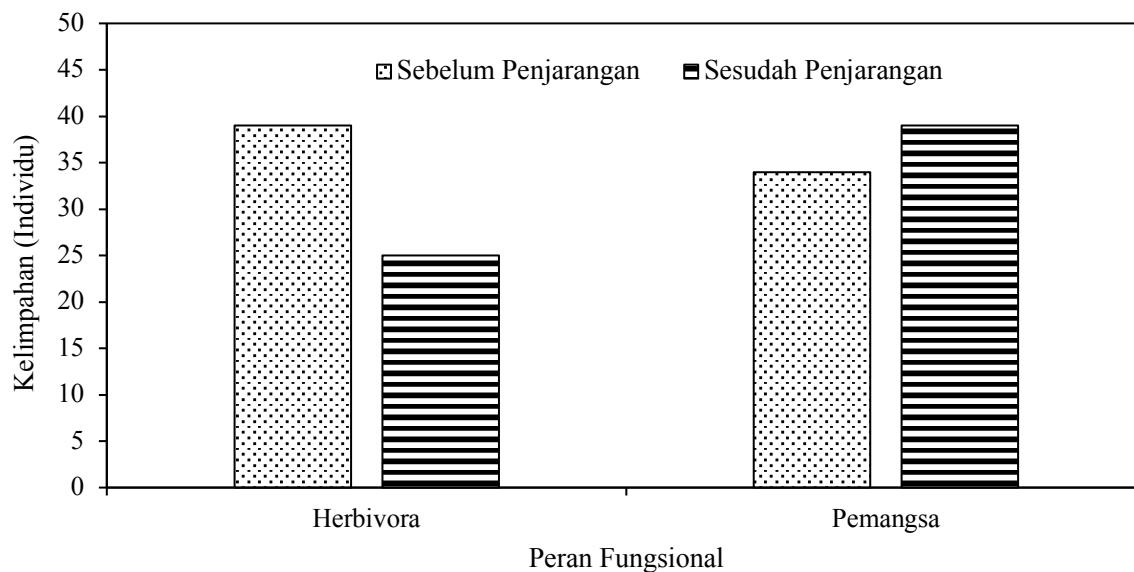 50
45
40
35
30
25
20
15
10
5
0
Kelimpahan (Individu)
Sebelum Penjarangan
Sesudah Penjarangan
Herbivora
Pemangsa
Peran Fungsional